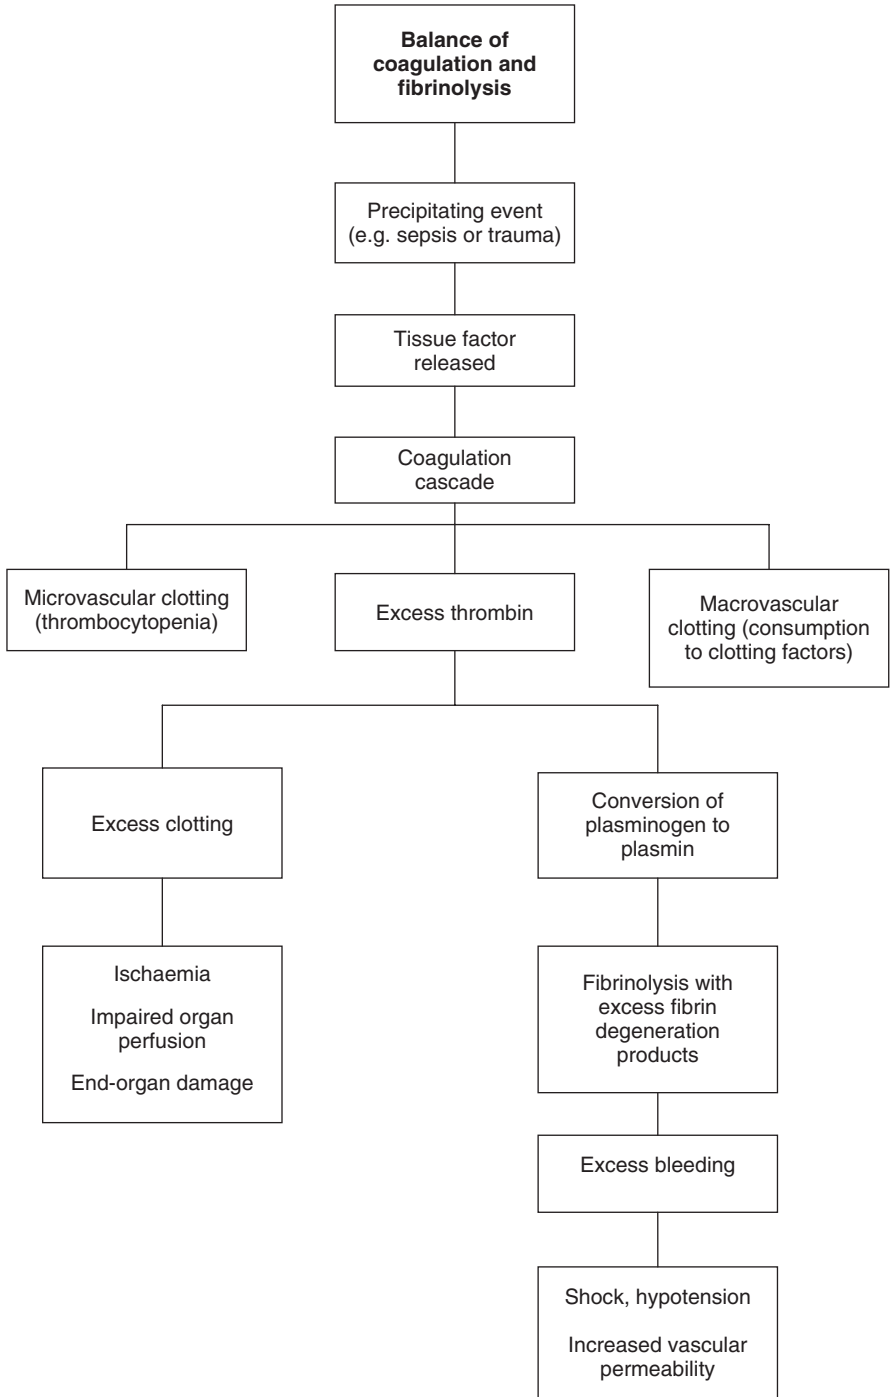 Balance of
coagulation and
fibrinolysis
Precipitating event
(e.g. sepsis or trauma)
Tissue factor
released
Coagulation
cascade
Microvascular clotting
(thrombocytopenia)
Excess thrombin
Macrovascular
clotting (consumption
to clotting factors)
Excess clotting
Conversion of
plasminogen to
plasmin
Ischaemia
Impaired organ
perfusion
End-organ damage
Fibrinolysis with
excess fibrin
degeneration
products
Excess bleeding
Shock, hypotension
Increased vascular
permeability